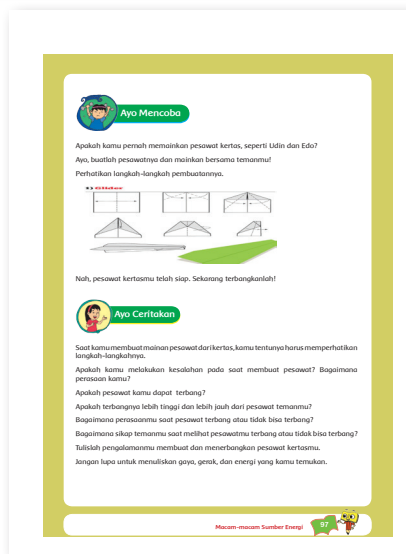 Ayo Mencoba
Apakah kamu pernah memainkan pesawat kertas, seperti Udin dan Edo?
Ayo, buatlah pesawatnya dan mainkan bersama temanmu!
Perhatikan langkah-langkah pembuatannya.
Glider
Nah, pesawat kertasmu telah siap. Sekarang terbangkanlah!
Ayo Ceritakan
Saat kamu membuat mainan pesawat dari kertas, kamu tentunya harus memperhatikan
langkah-langkahnya.
Apakah kamu melakukan kesalahan pada saat membuat pesawat? Bagaimana
perasaan kamu?
Apakah pesawat kamu dapat terbang?
Apakah terbangnya lebih tinggi dan lebih jauh dari pesawat temanmu?
Bagaimana perasaanmu saat pesawat terbang atau tidak bisa terbang?
Bagaimana sikap temanmu saat melihat pesawatmu terbang atau tidak bisa terbang?
Tulislah pengalamanmu membuat dan menerbangkan pesawat kertasmu.
Jangan lupa untuk menuliskan gaya, gerak, dan energi yang kamu temukan.
Macam-macam Sumber Energi 97